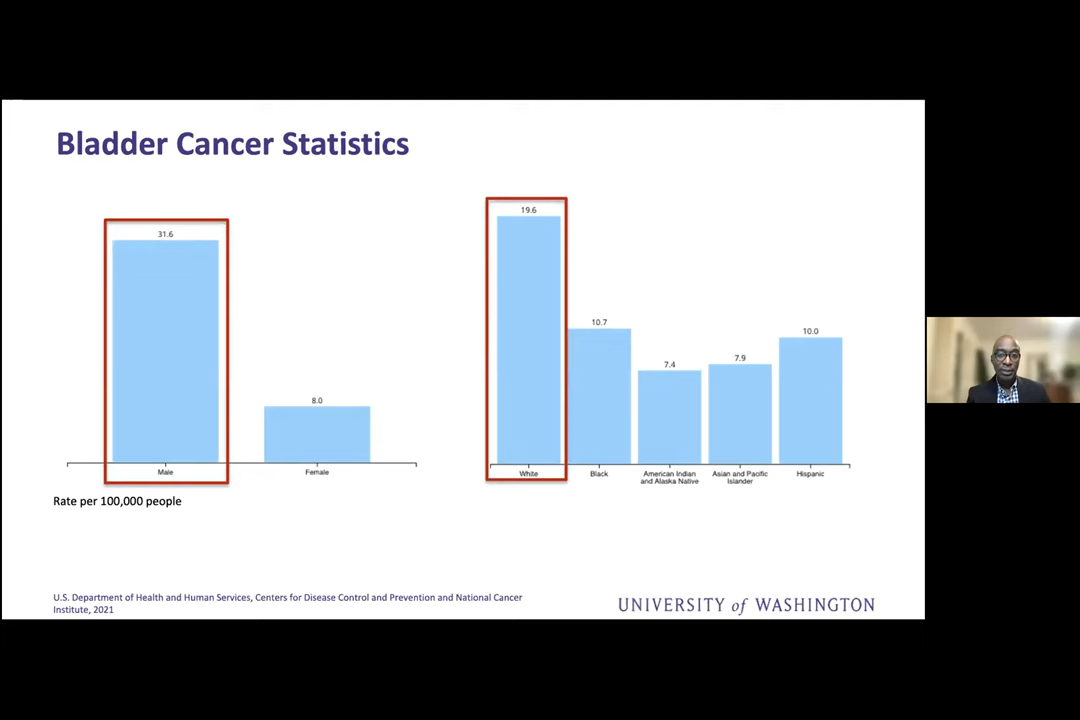 Bladder Cancer Statistics
31.6
8.0
Male
Female
Rate per 100,000 people
19.6
10.7
7.4
7.9
10.0
White
Black
American Indian
and Alaska Native
Asian and Pacific
Islander
Hispanic
U.S. Department of Health and Human Services, Centers for Disease Control and Prevention and National Cancer
Institute, 2021
UNIVERSITY of WASHINGTON